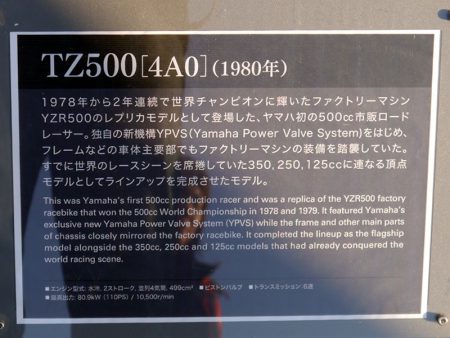 TZ500[4A0](1980年)
1978年から2年連続で世界チャンピオンに輝いたファクトリーマシン
YZR500のレプリカモデルとして登場した、ヤマハ初の500cc市販ロード
レーサー。独自の新機構YPVS(Yamaha Power Valve System)をはじめ、
フレームなどの車体主要部でもファクトリーマシンの装備を踏襲していた。
すでに世界のレースシーンを席捲していた350,250,125ccに連なる頂点
モデルとしてラインアップを完成させたモデル。
This was Yamaha's first 500cc production racer and was a replica of the YZR500 factory
racebike that won the 500cc World Championship in 1978 and 1979. It featured Yamaha's
exclusive new Yamaha Power Valve System (YPVS) while the frame and other main parts
of chassis closely mirrored the factory racebike. It completed the lineup as the flagship
model alongside the 350cc, 250cc and 125cc models that had already conquered the
world racing scene.
■エンジン型式: 水冷, 2ストローク, 並列4気筒, 499cm³ ■ピストンバルブ ■トランスミッション: 6速
■最高出力: 80.9kW (110PS) / 10,500r/min